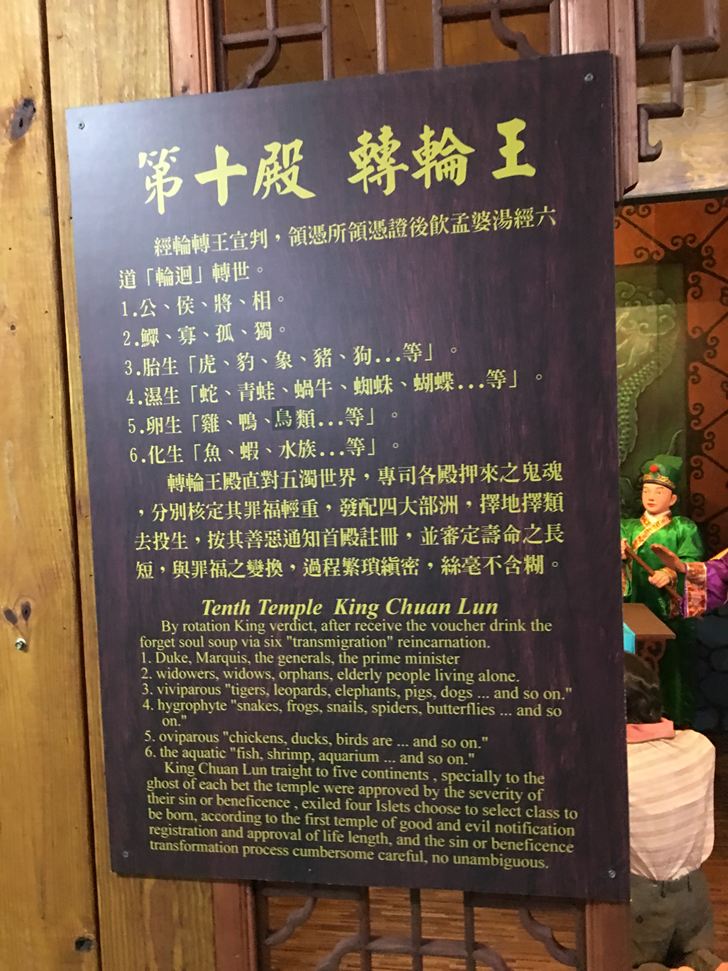 第十殿 轉輪王
經輪轉王宣判，領憑所領憑證後飲孟婆湯經六
道「輪迴」轉世。
1.公、侯、將、相。
2.鰥、寡、孤、獨。
3.胎生「虎、豹、象、豬、狗...等」。
4.濕生「蛇、青蛙、蝸牛、蜘蛛、蝴蝶...等」。
5.卵生「雞、鴨、鳥類...等」。
6.化生「魚、蝦、水族...等」。
轉輪王殿直對五濁世界，專司各殿押來之鬼魂
，分別核定其罪福輕重，發配四大部洲，擇地擇類
去投生，按其善惡通知首殿註冊，並審定壽命之長
短，與罪福之變換，過程繁瑣縝密，絲毫不含糊。
Tenth Temple King Chuan Lun
By rotation King verdict, after receive the voucher drink the
forget soul soup via six "transmigration" reincarnation.
1. Duke, Marquis, the generals, the prime minister
2. widowers, widows, orphans, elderly people living alone.
3. viviparous "tigers, leopards, elephants, pigs, dogs ... and so on."
4. hygrophyte "snakes, frogs, snails, spiders, butterflies ... and so
on."
5. oviparous "chickens, ducks, birds are ... and so on."
6. the aquatic "fish, shrimp, aquarium ... and so on."
King Chuan Lun traight to five continents , specially to the
ghost of each bet the temple were approved by the severity of
their sin or beneficence , exiled four Islets choose to select class to
be born, according to the first temple of good and evil notification
registration and approval of life length, and the sin or beneficence
transformation process cumbersome careful, no unambiguous.